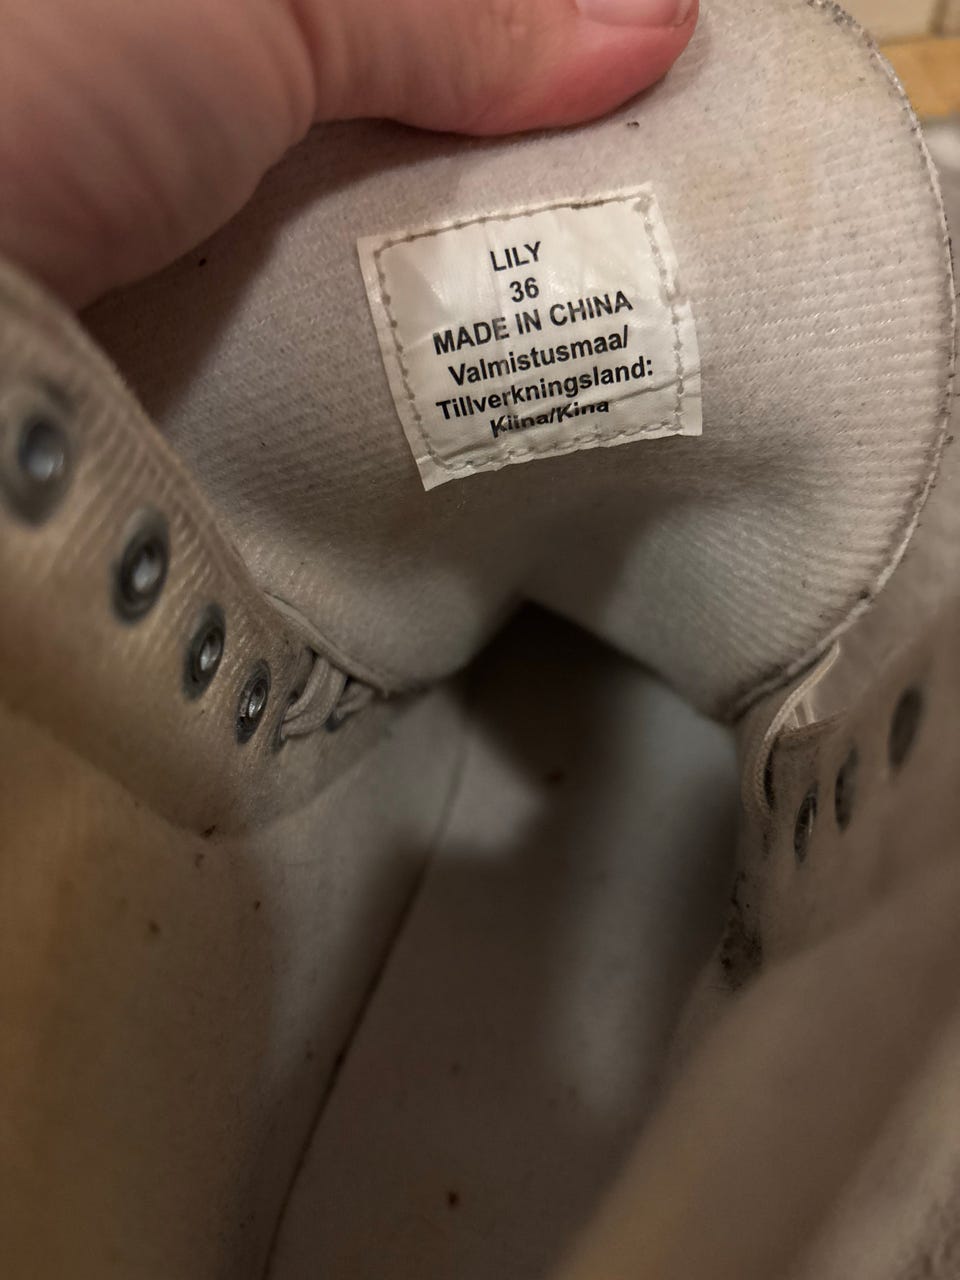 LILY
36
MADE IN CHINA
Valmistusmaa/
Tillverkningsland:
Kiina/Kina